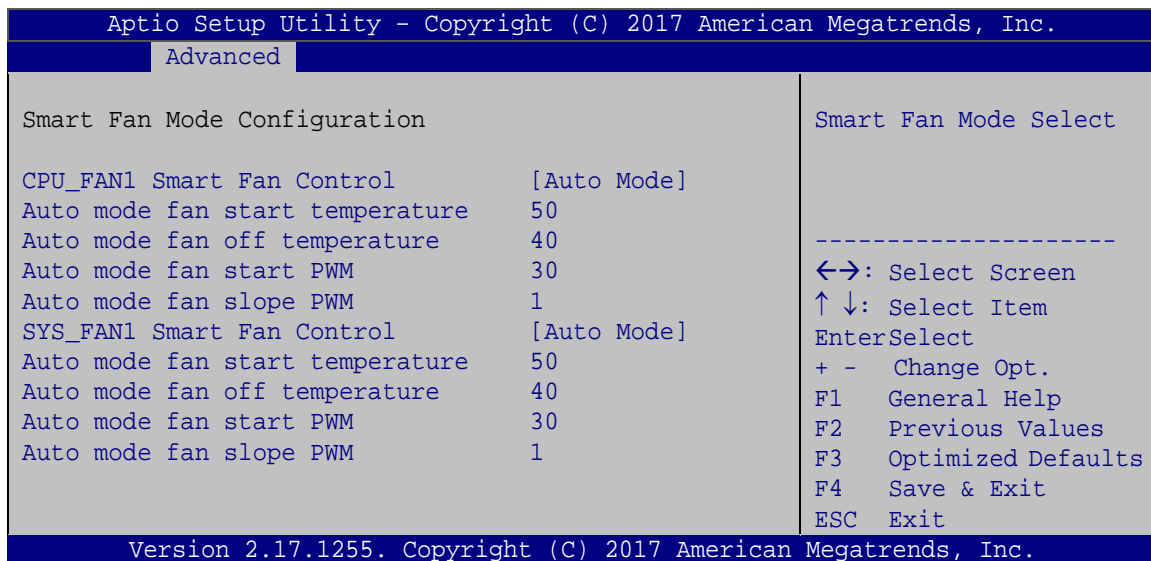 Aptio Setup Utility – Copyright (C) 2017 American Megatrends, Inc.
Advanced
Smart Fan Mode Configuration
CPU_FAN1 Smart Fan Control [Auto Mode]
Auto mode fan start temperature 50
Auto mode fan off temperature 40
Auto mode fan start PWM 30
Auto mode fan slope PWM 1
SYS_FAN1 Smart Fan Control [Auto Mode]
Auto mode fan start temperature 50
Auto mode fan off temperature 40
Auto mode fan start PWM 30
Auto mode fan slope PWM 1
Smart Fan Mode Select
---------------------
←→: Select Screen
↑ ↓: Select Item
EnterSelect
+ - Change Opt.
F1 General Help
F2 Previous Values
F3 Optimized Defaults
F4 Save & Exit
ESC Exit
Version 2.17.1255. Copyright (C) 2017 American Megatrends, Inc.